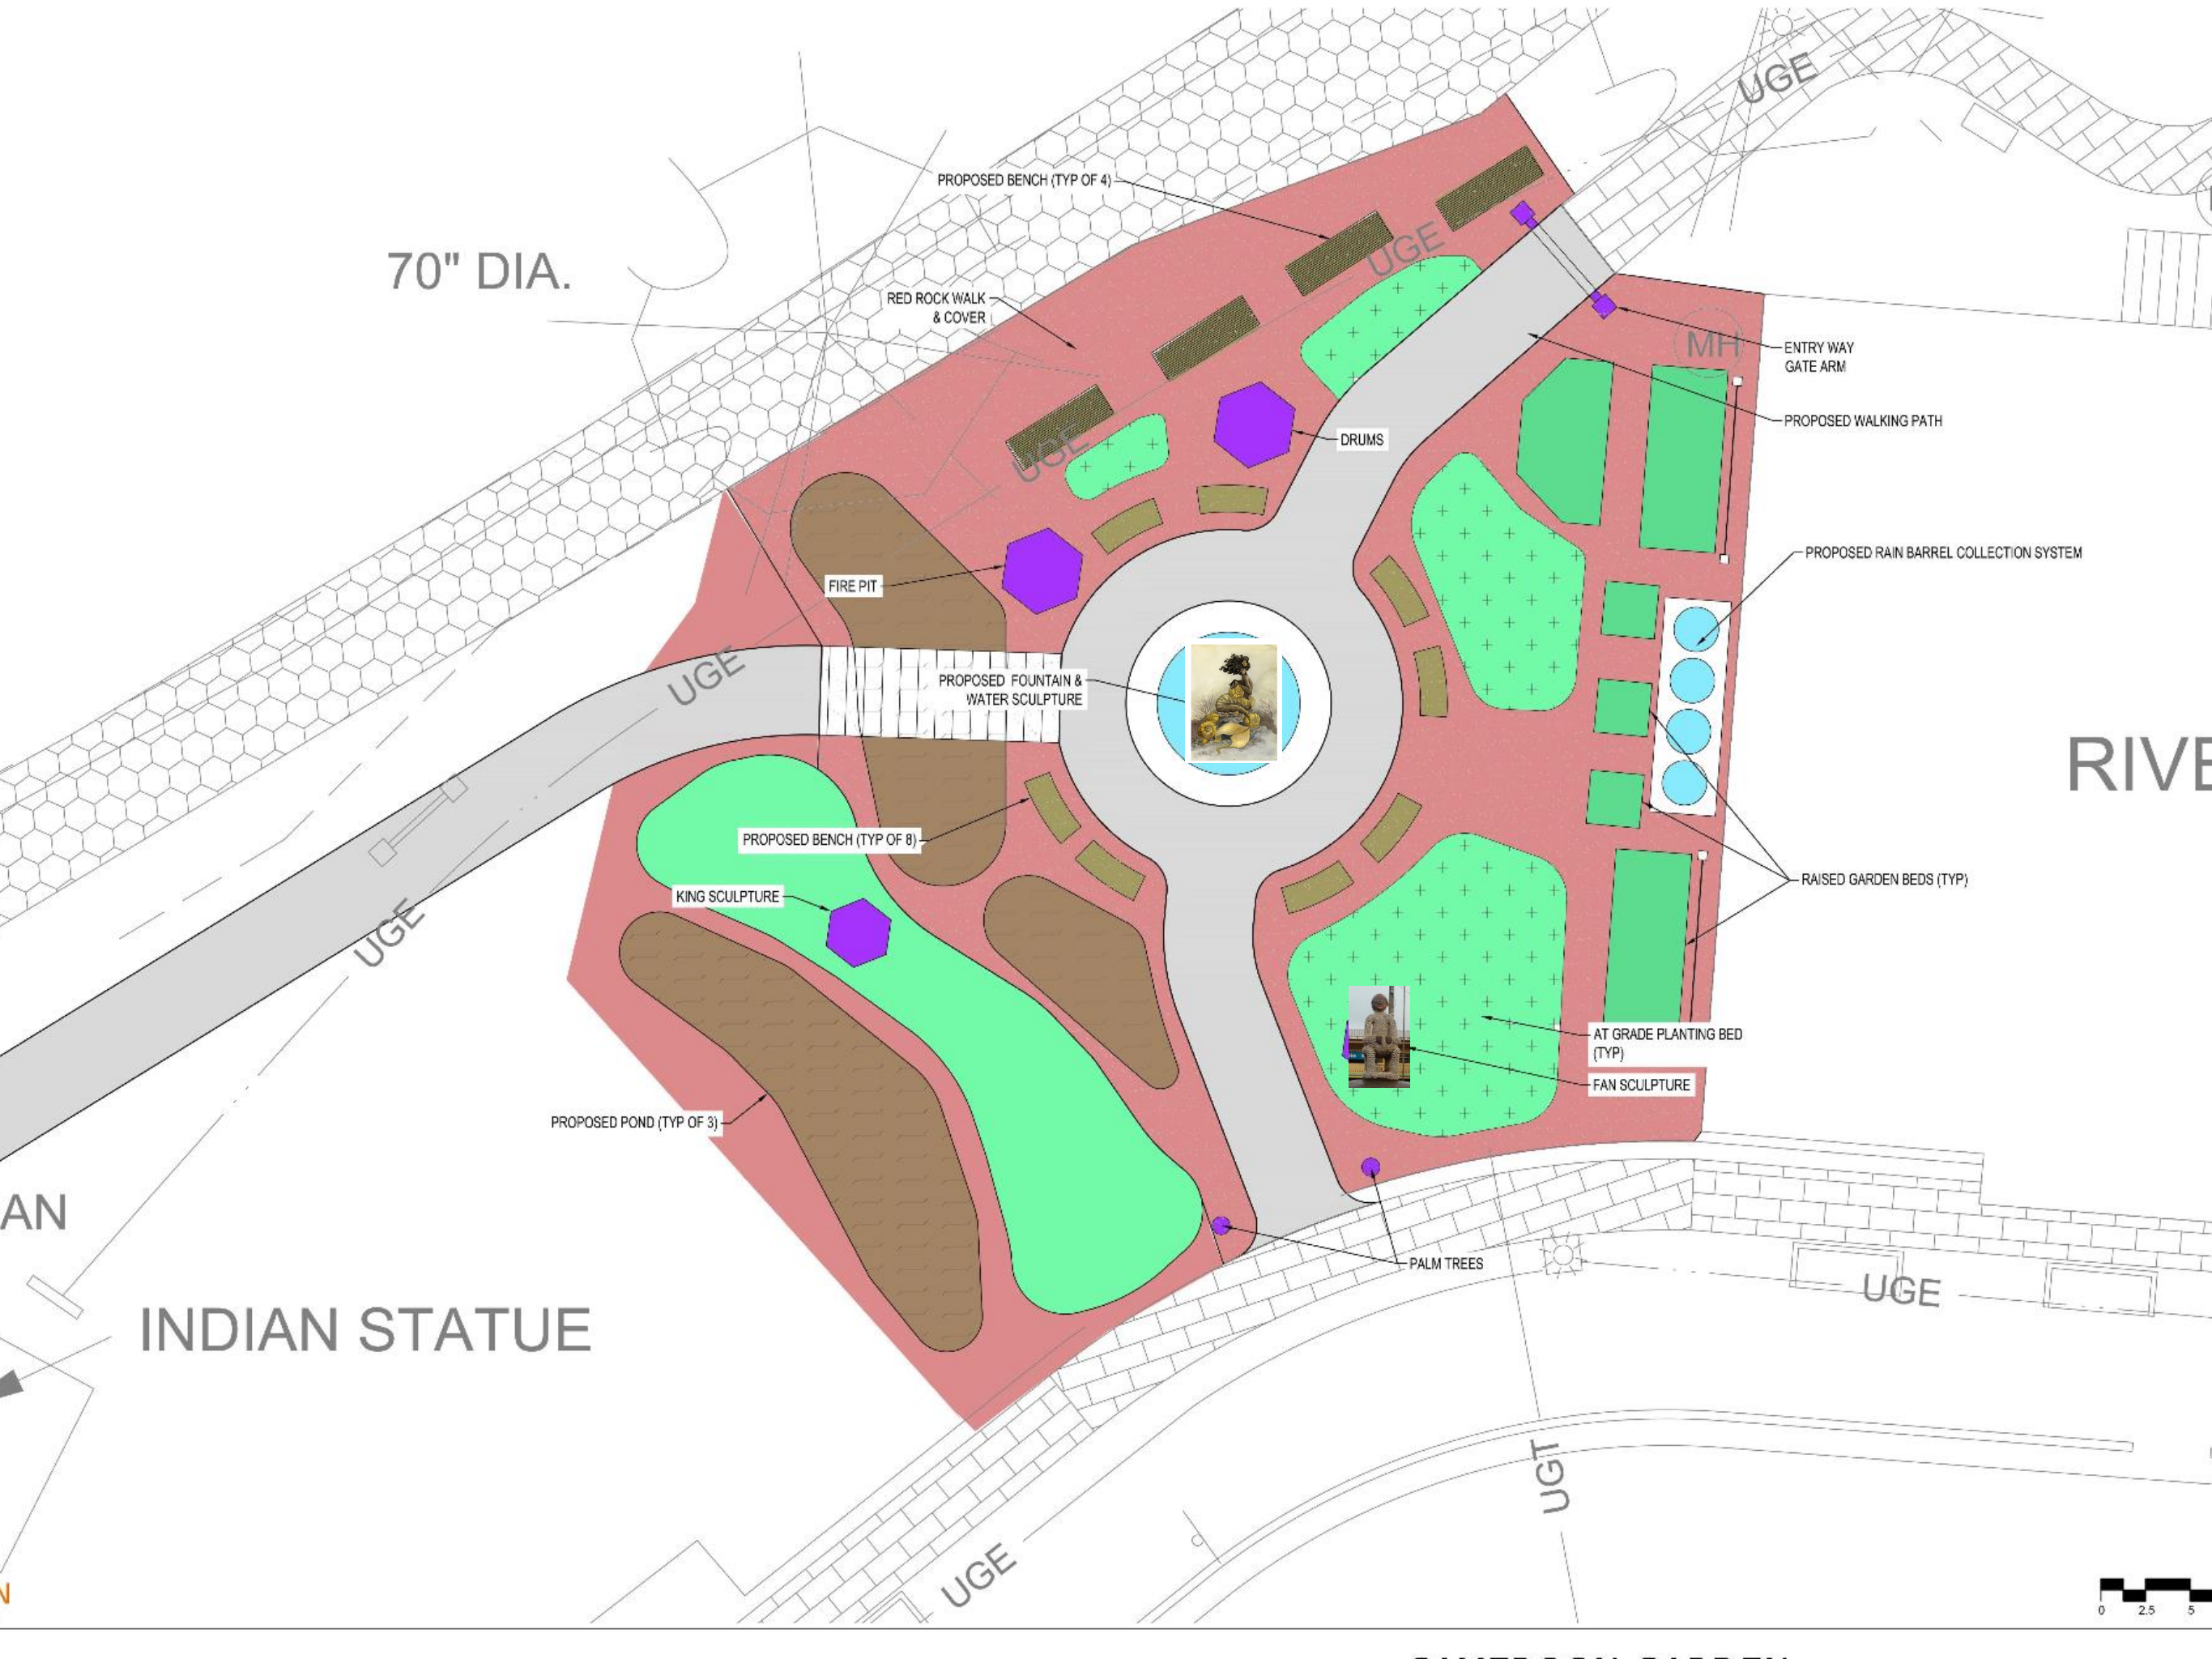 UGE
PROPOSED BENCH (TYP OF 4)
UGE
70" DIA.
RED ROCK WALK
& COVER
MH
ENTRY WAY
GATE ARM
PROPOSED WALKING PATH
DRUMS
UGE
PROPOSED RAIN BARREL COLLECTION SYSTEM
FIRE PIT
UGE
PROPOSED FOUNTAIN &
WATER SCULPTURE
RIVE
PROPOSED BENCH (TYP OF 8)
RAISED GARDEN BEDS (TYP)
KING SCULPTURE
UGE
AT GRADE PLANTING BED
(TYP)
FAN SCULPTURE
PROPOSED POND (TYP OF 3)
AN
PALM TREES
UGE
INDIAN STATUE
UGT
UGE
N
0 2.5 5